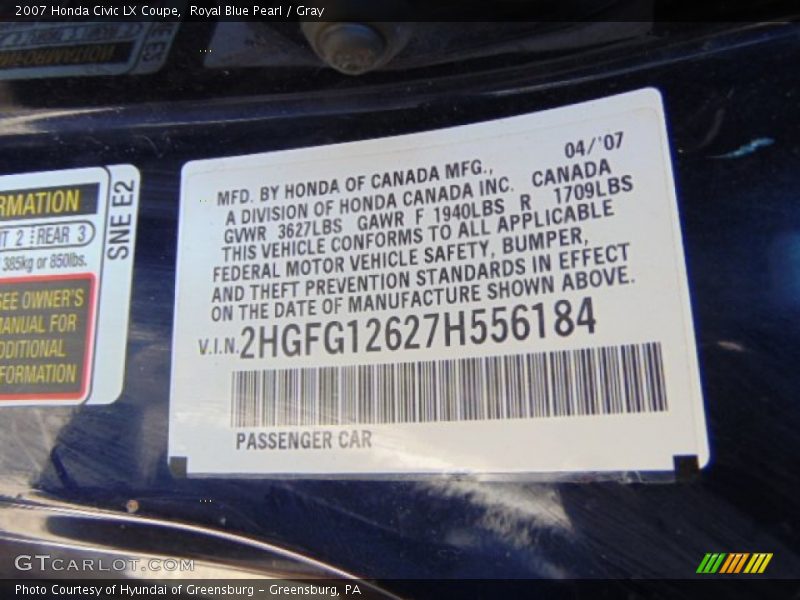 2007 Honda Civic LX Coupe, Royal Blue Pearl / Gray
RMATION
REAR 3
385kg or 850lbs.
SEE OWNER'S
MANUAL FOR
DDITIONAL
FORMATION
SNE E2
04/'07
MFD. BY HONDA OF CANADA MFG.,
A DIVISION OF HONDA CANADA INC. CANADA
GVWR 3627LBS GAWR F 1940LBS R 1709LBS
THIS VEHICLE CONFORMS TO ALL APPLICABLE
FEDERAL MOTOR VEHICLE SAFETY, BUMPER,
AND THEFT PREVENTION STANDARDS IN EFFECT
ON THE DATE OF MANUFACTURE SHOWN ABOVE.
V.I.N. 2HGFG12627H556184
PASSENGER CAR
GTCARLOT.COM
Photo Courtesy of Hyundai of Greensburg - Greensburg, PA